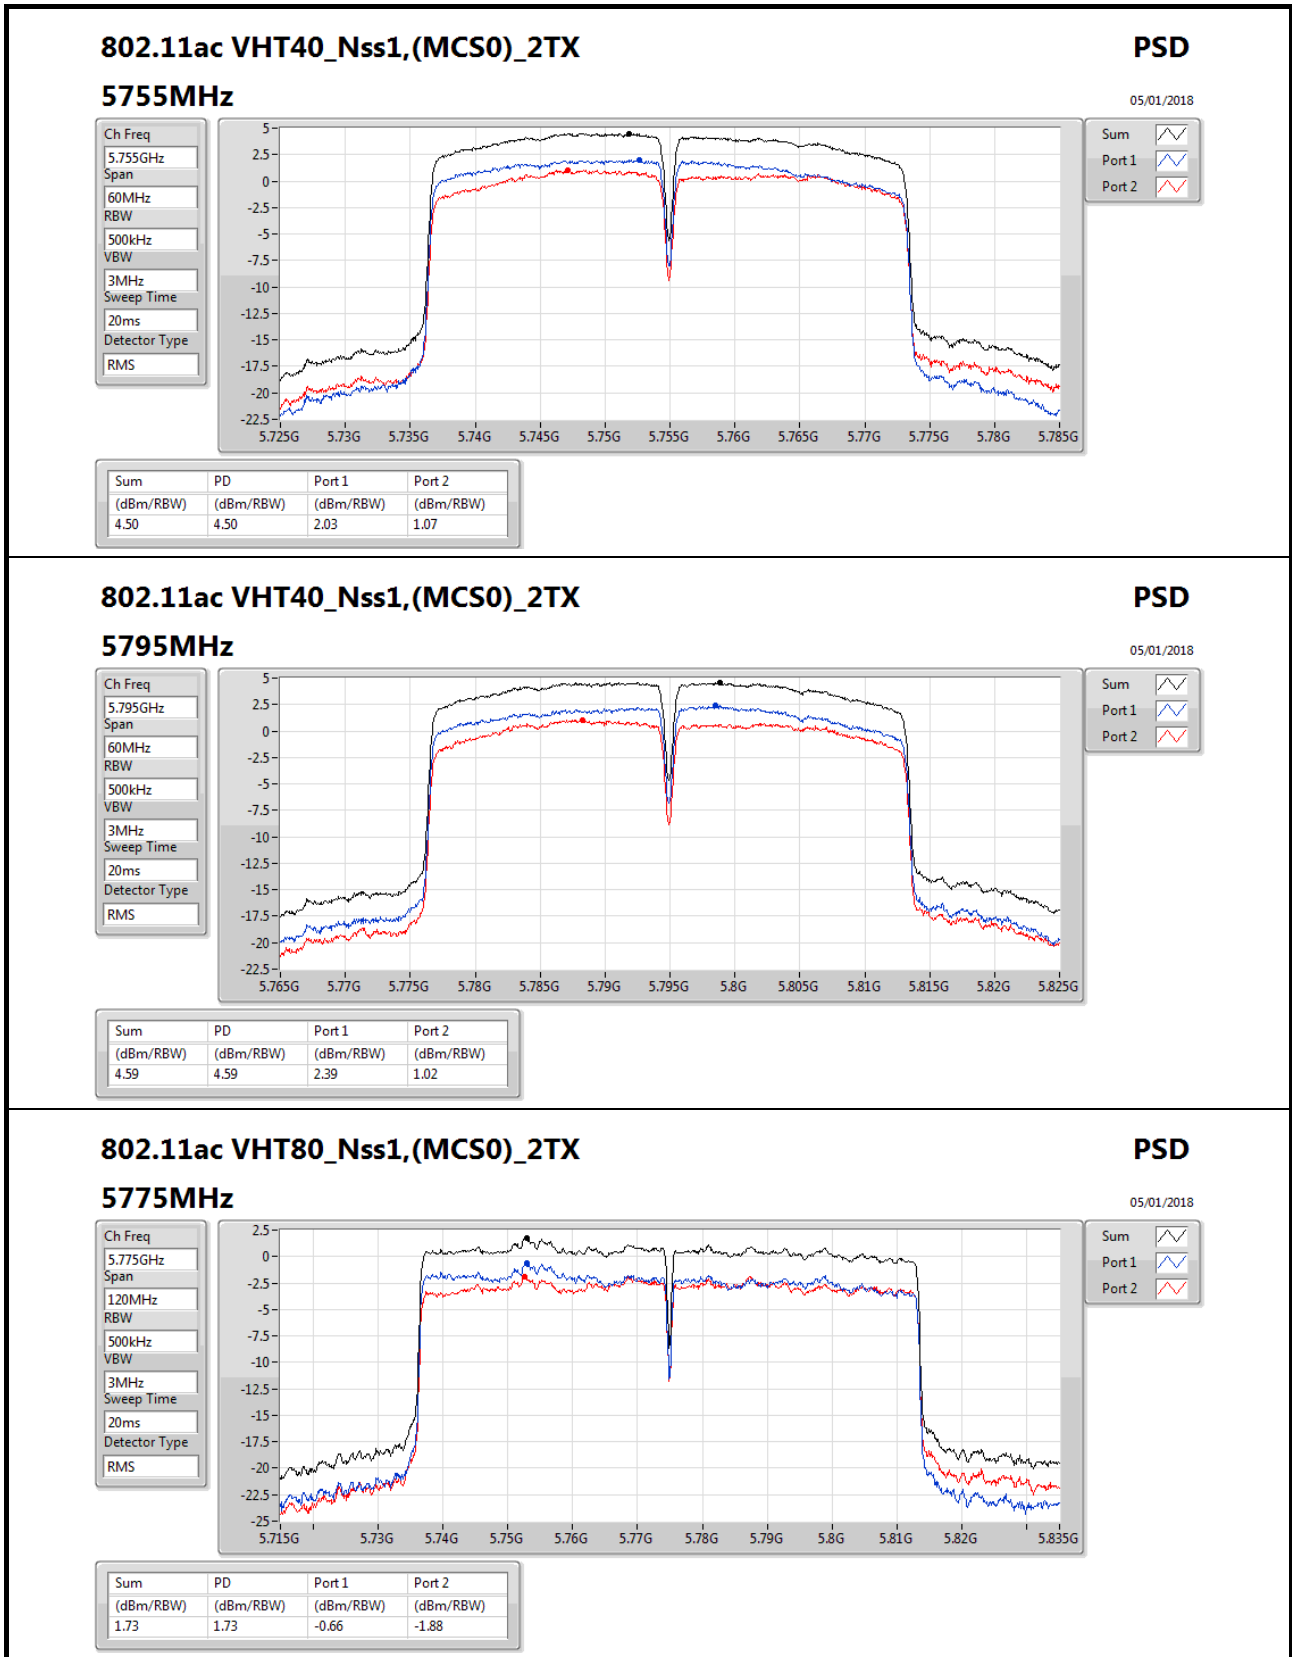 802.11ac VHT40_Nss1,(MCS0)_2TX PSD
5755MHz 05/01/2018
Ch Freq
5.755GHz
Span
60MHz
RBW
500kHz
VBW
3MHz
Sweep Time
20ms
Detector Type
RMS
5
2.5
0
-2.5
-5
-7.5
-10
-12.5
-15
-17.5
-20
-22.5
5.725G 5.73G 5.735G 5.74G 5.745G 5.75G 5.755G 5.76G 5.765G 5.77G 5.775G 5.78G 5.785G
Sum
Port 1
Port 2
Sum PD Port 1 Port 2
(dBm/RBW) (dBm/RBW) (dBm/RBW) (dBm/RBW)
4.50 4.50 2.03 1.07
802.11ac VHT40_Nss1,(MCS0)_2TX PSD
5795MHz 05/01/2018
Ch Freq
5.795GHz
Span
60MHz
RBW
500kHz
VBW
3MHz
Sweep Time
20ms
Detector Type
RMS
5
2.5
0
-2.5
-5
-7.5
-10
-12.5
-15
-17.5
-20
-22.5
5.765G 5.77G 5.775G 5.78G 5.785G 5.79G 5.795G 5.8G 5.805G 5.81G 5.815G 5.82G 5.825G
Sum
Port 1
Port 2
Sum PD Port 1 Port 2
(dBm/RBW) (dBm/RBW) (dBm/RBW) (dBm/RBW)
4.59 4.59 2.39 1.02
802.11ac VHT80_Nss1,(MCS0)_2TX PSD
5775MHz 05/01/2018
Ch Freq
5.775GHz
Span
120MHz
RBW
500kHz
VBW
3MHz
Sweep Time
20ms
Detector Type
RMS
2.5
0
-2.5
-5
-7.5
-10
-12.5
-15
-17.5
-20
-22.5
-25
5.715G 5.73G 5.74G 5.75G 5.76G 5.77G 5.78G 5.79G 5.8G 5.81G 5.82G 5.835G
Sum
Port 1
Port 2
Sum PD Port 1 Port 2
(dBm/RBW) (dBm/RBW) (dBm/RBW) (dBm/RBW)
1.73 1.73 -0.66 -1.88